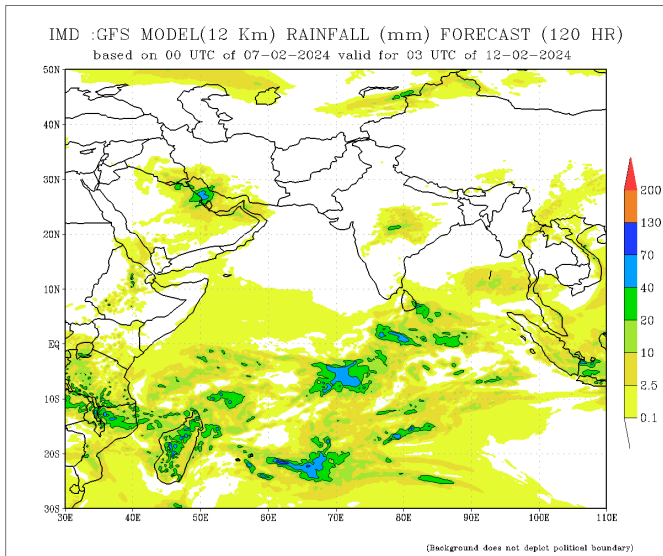 IMD :GFS MODEL(12 Km) RAINFALL (mm) FORECAST (120 HR)
based on 00 UTC of 07-02-2024 valid for 03 UTC of 12-02-2024
50N
40N
30N
20N
10N
EQ
10S
20S
30S
30E 40E 50E 60E 70E 80E 90E 100E 110E
200
130
70
40
20
10
2.5
0.1
(Background does not depict political boundary)